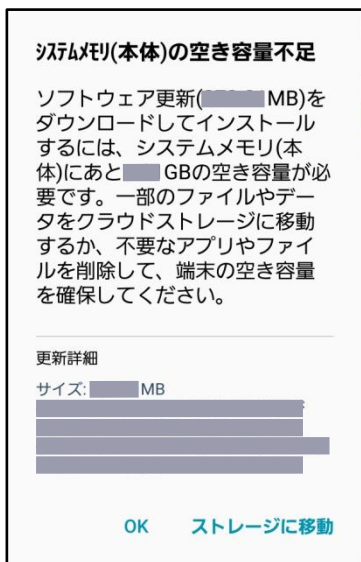 ｼｽﾃﾑﾒﾓﾘ(本体)の空き容量不足
ソフトウェア更新( MB)を
ダウンロードしてインストール
するには、システムメモリ(本
体)にあと GBの空き容量が必
要です。一部のファイルやデー
タをクラウドストレージに移動
するか、不要なアプリやファイ
ルを削除して、端末の空き容量
を確保してください。
更新詳細
サイズ: MB
OK ストレージに移動